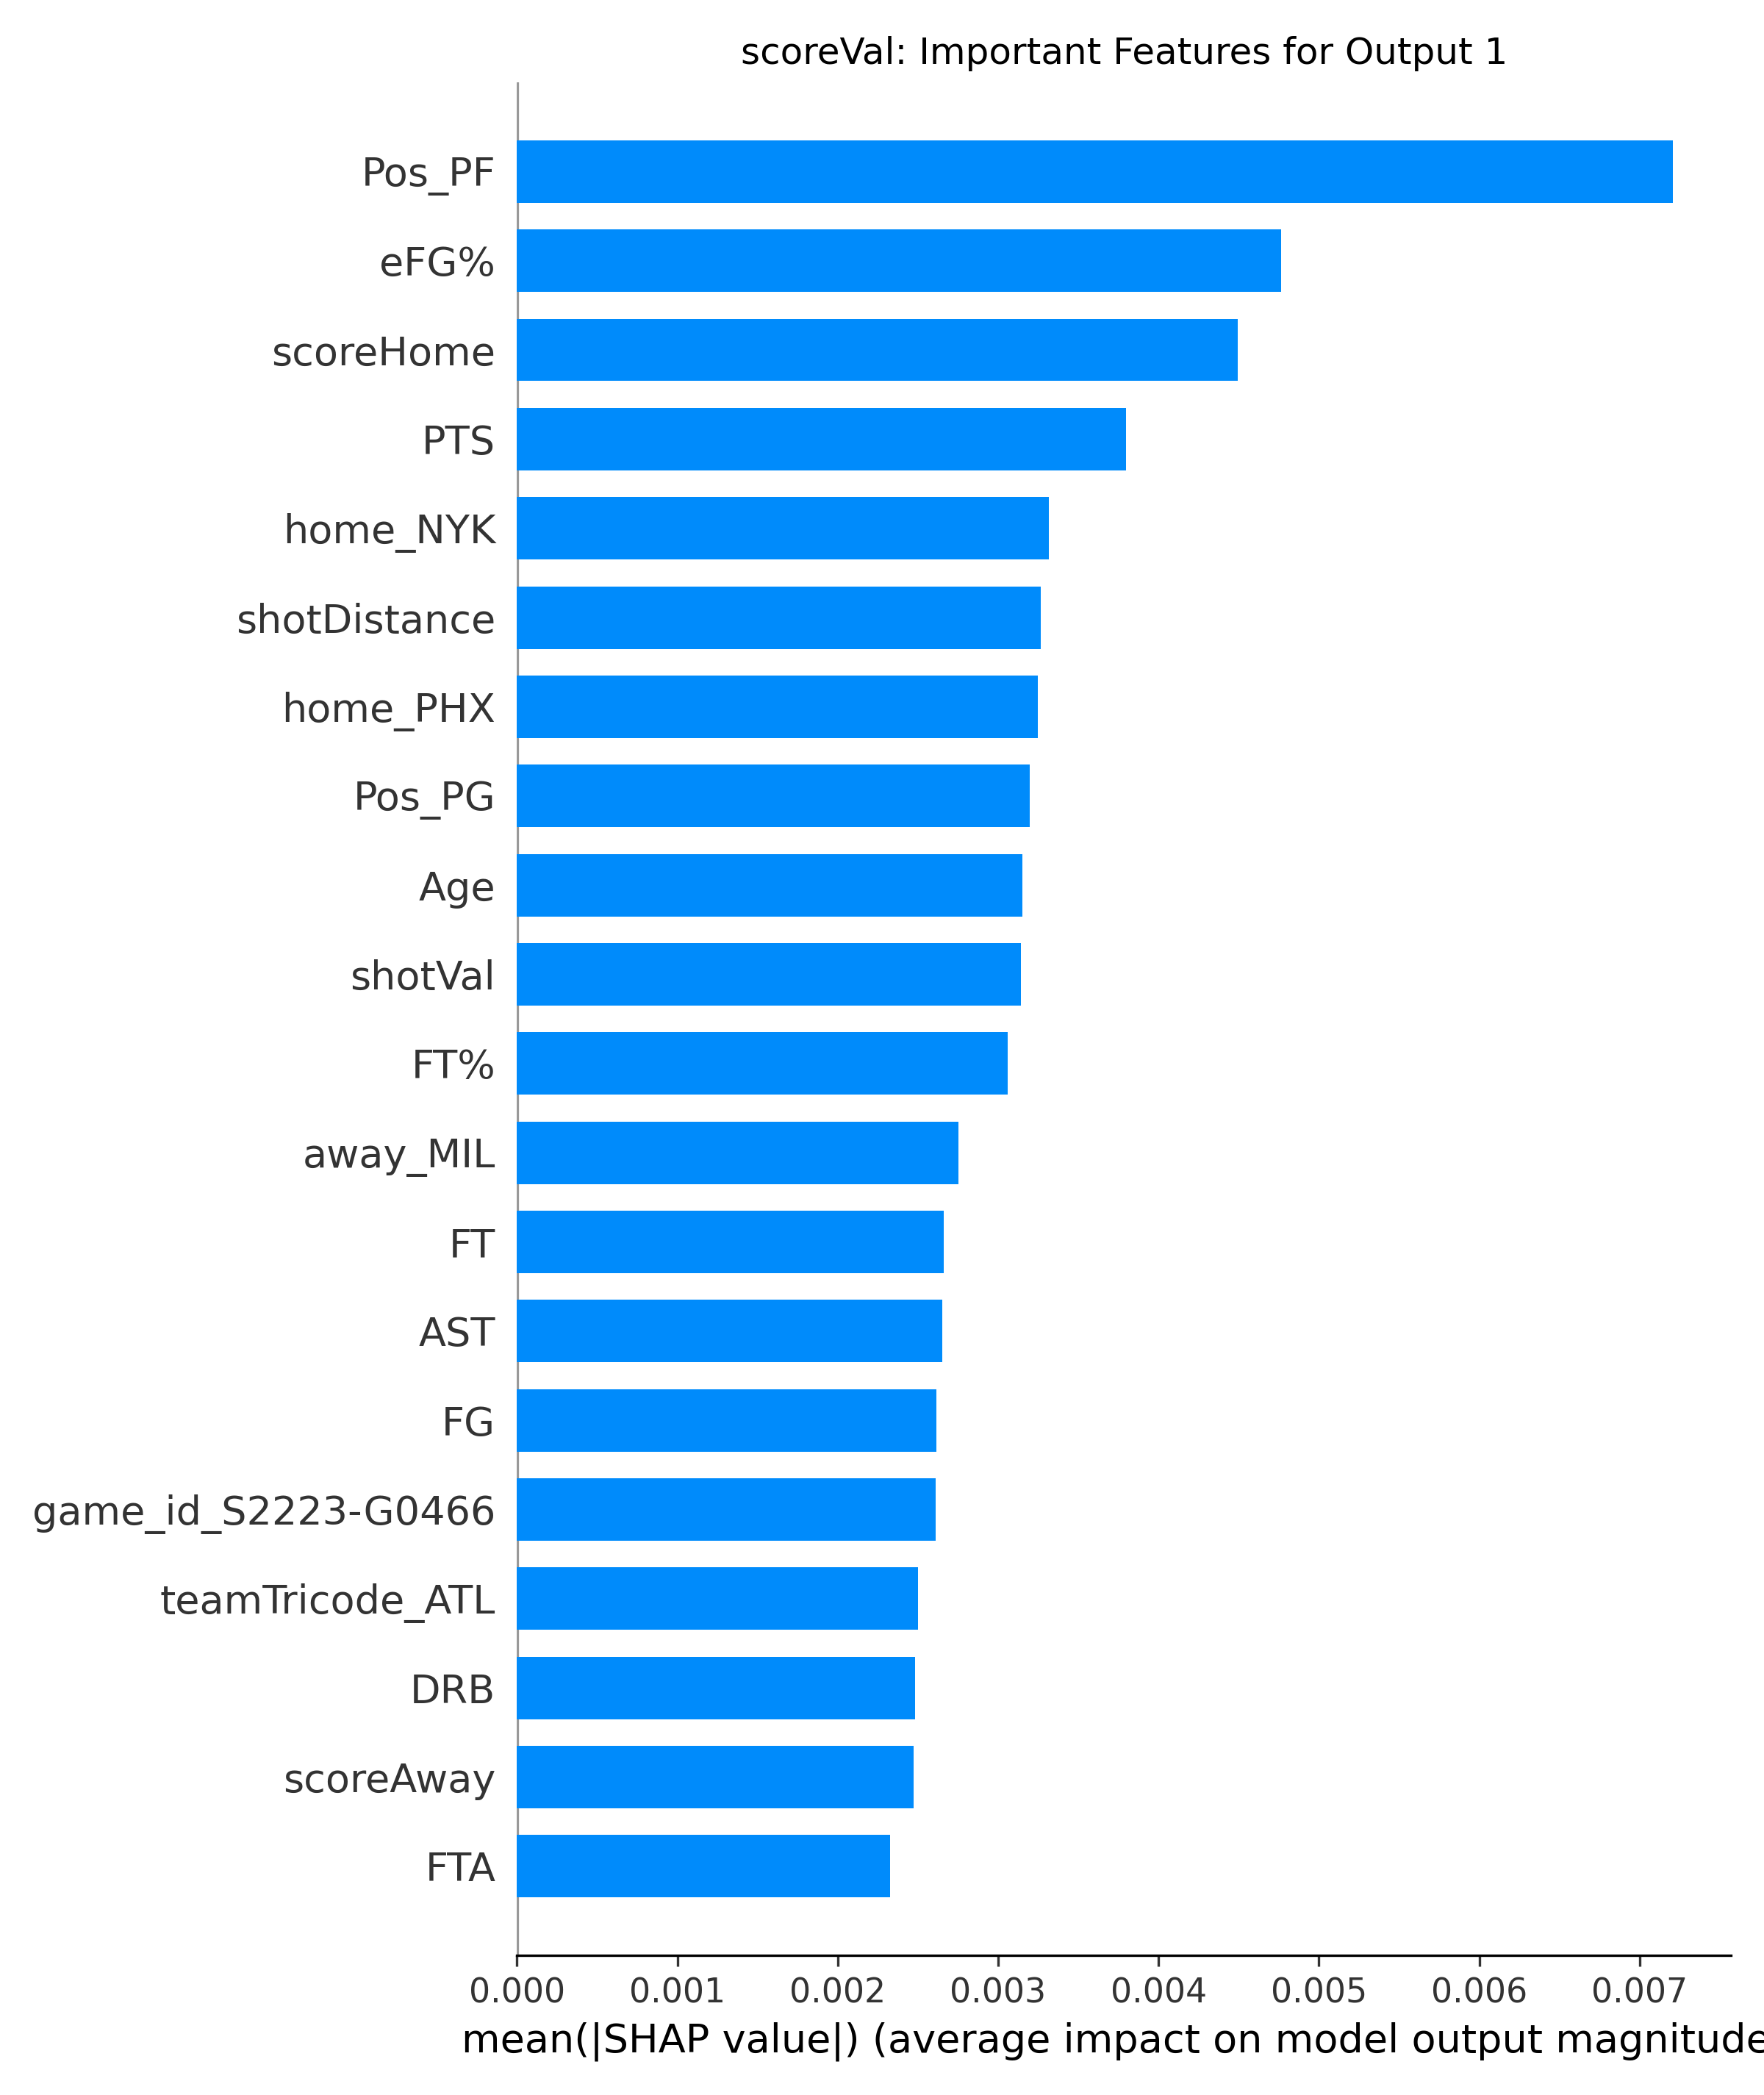 scoreVal: Important Features for Output 1
Pos_PF
eFG%
scoreHome
PTS
home_NYK
shotDistance
home_PHX
Pos_PG
Age
shotVal
FT%
away_MIL
FT
AST
FG
game_id_S2223-G0466
teamTricode_ATL
DRB
scoreAway
FTA
0.000 0.001 0.002 0.003 0.004 0.005 0.006 0.007
mean(|SHAP value|) (average impact on model output magnitude